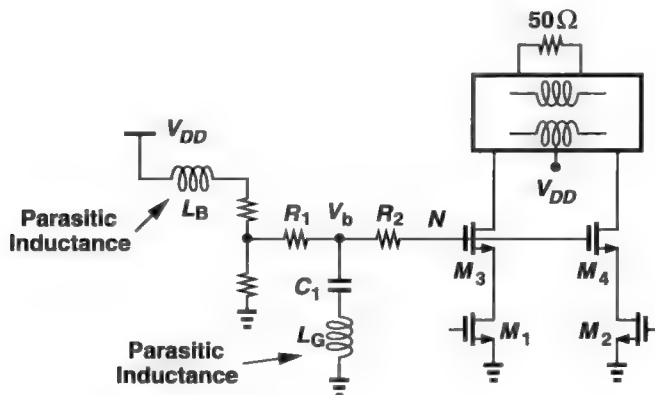 50Ω
V_DD
L_B
Parasitic
Inductance
R_1
V_b
R_2
N
V_DD
M_3
M_4
C_1
L_G
M_1
M_2
Parasitic
Inductance